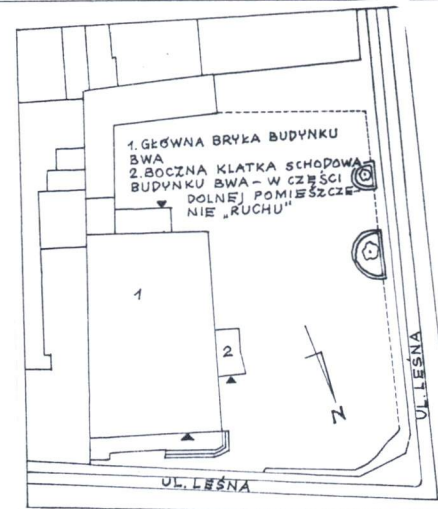 1. GŁÓWNA BRYŁA BUDYNKU
BWA
2. BOCZNA KLATKA SCHODOWA
BUDYNKU BWA - W CZĘŚCI
DOLNEJ POMIESZCZE-
NIE „RUCHU"
1
2
N
UL. LEŚNA
UL. LEŚNA